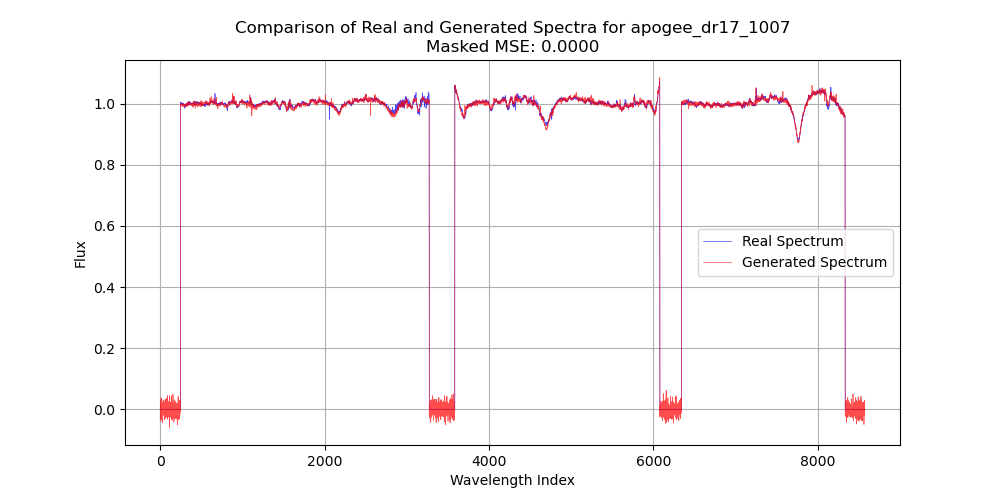 Comparison of Real and Generated Spectra for apogee_dr17_1007
Masked MSE: 0.0000
Flux
1.0
0.8
0.6
0.4
0.2
0.0
Real Spectrum
Generated Spectrum
0
2000
4000
6000
8000
Wavelength Index